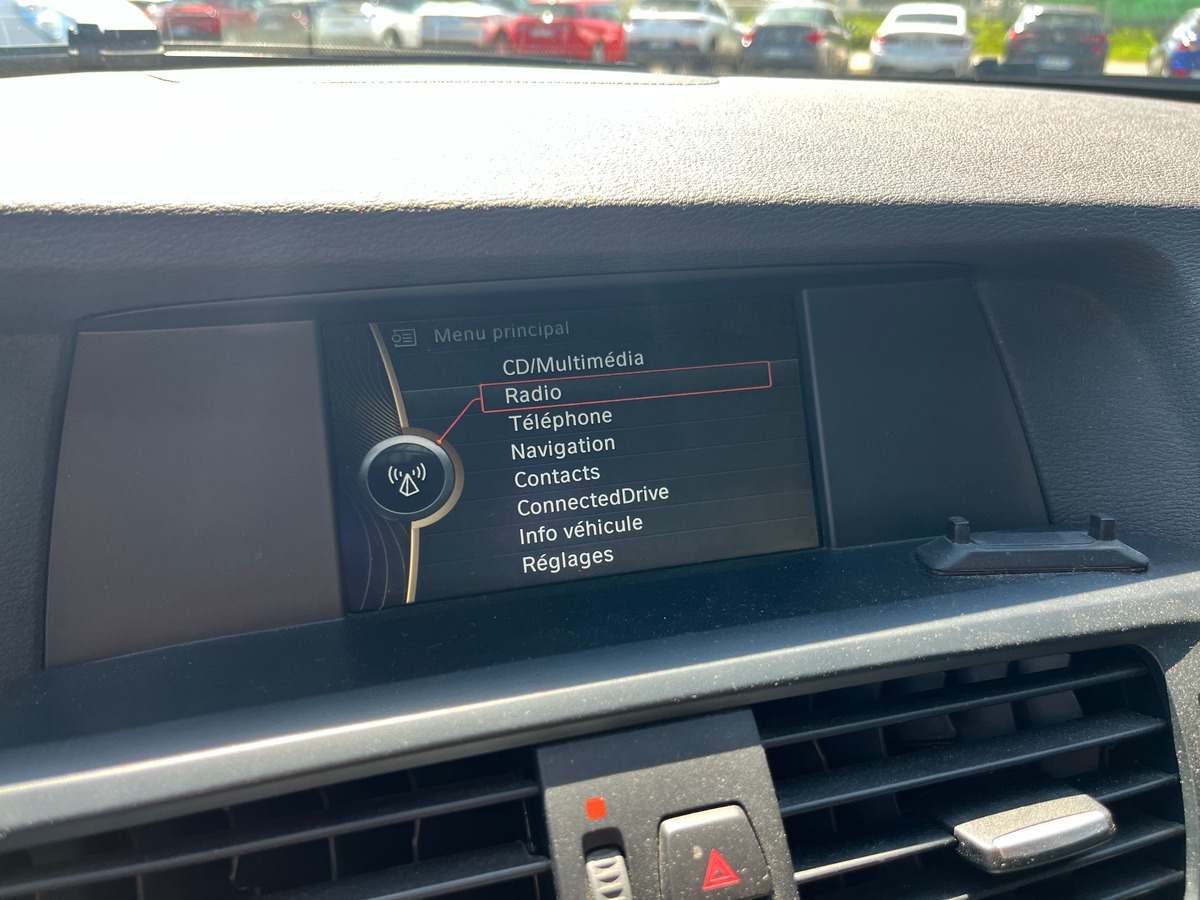 Menu principal
CD/Multimédia
Radio
Téléphone
Navigation
Contacts
ConnectedDrive
Info véhicule
Réglages